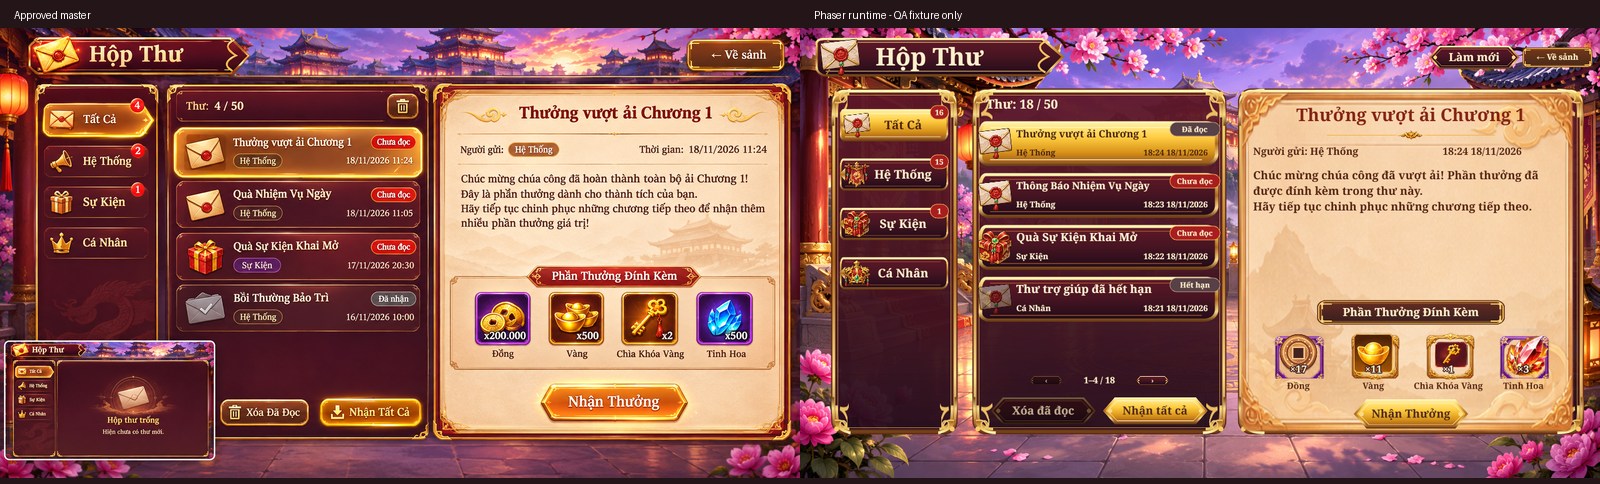 Approved master
Hộp Thư
← Về sảnh
Tất Cả
4
Hệ Thống
2
Sự Kiện
1
Cá Nhân
Thư: 4 / 50
Thưởng vượt ải Chương 1
Chưa đọc
Hệ Thống
18/11/2026 11:24
Quà Nhiệm Vụ Ngày
Chưa đọc
Hệ Thống
18/11/2026 11:05
Quà Sự Kiện Khai Mở
Chưa đọc
Sự Kiện
17/11/2026 20:30
Bồi Thường Bảo Trì
Đã nhận
Hệ Thống
16/11/2026 10:00
Xóa Đã Đọc
Nhận Tất Cả
Thưởng vượt ải Chương 1
Người gửi: Hệ Thống
Thời gian: 18/11/2026 11:24
Chúc mừng chúa công đã hoàn thành toàn bộ ải Chương 1!
Đây là phần thưởng dành cho thành tích của bạn.
Hãy tiếp tục chinh phục những chương tiếp theo để nhận thêm
nhiều phần thưởng giá trị!
Phần Thưởng Đính Kèm
x200.000
x500
x2
x500
Đồng
Vàng
Chìa Khóa Vàng
Tinh Hoa
Nhận Thưởng
Hộp Thư
Tất Cả
Hệ Thống
Sự Kiện
Cá Nhân
Hộp thư trống
Hiện chưa có thư mới.
Phaser runtime - QA fixture only
Hộp Thư
Làm mới
← Về sảnh
Tất Cả
16
Hệ Thống
15
Sự Kiện
1
Cá Nhân
Thư: 18 / 50
Đã đọc
Thưởng vượt ải Chương 1
Hệ Thống
18:24 18/11/2026
Chưa đọc
Thông Báo Nhiệm Vụ Ngày
Hệ Thống
18:23 18/11/2026
Chưa đọc
Quà Sự Kiện Khai Mở
Sự Kiện
18:22 18/11/2026
Hết hạn
Thư trợ giúp đã hết hạn
Cá Nhân
18:21 18/11/2026
‹
1–4 / 18
›
Xóa đã đọc
Nhận tất cả
Thưởng vượt ải Chương 1
Người gửi: Hệ Thống
18:24 18/11/2026
Chúc mừng chúa công đã vượt ải! Phần thưởng đã
được đính kèm trong thư này.
Hãy tiếp tục chinh phục những chương tiếp theo.
Phần Thưởng Đính Kèm
×17
×11
×1
×3
Đồng
Vàng
Chìa Khóa Vàng
Tinh Hoa
Nhận Thưởng